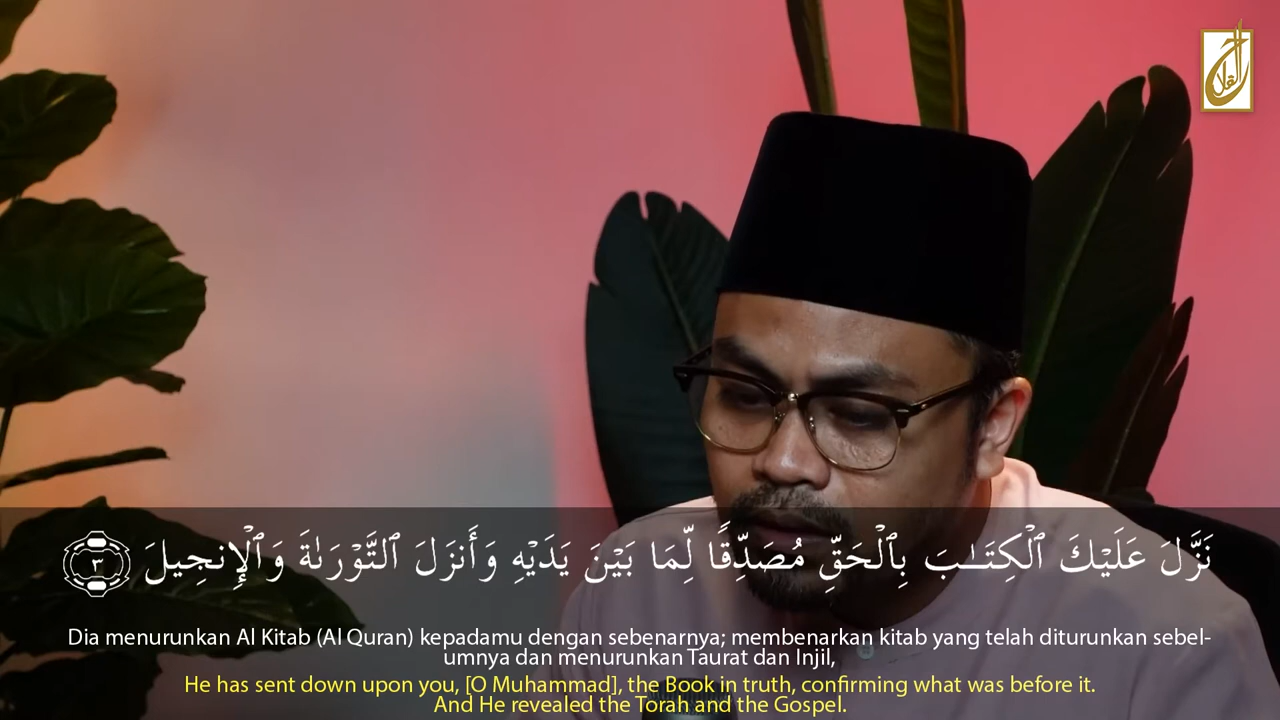 نَزَّلَ عَلَيْكَ ٱلْكِتَـٰبَ بِٱلْحَقِّ مُصَدِّقًا لِّمَا بَيْنَ يَدَيْهِ وَأَنزَلَ ٱلتَّوْرَىٰةَ وَٱلْإِنجِيلَ ٣
Dia menurunkan Al Kitab (Al Quran) kepadamu dengan sebenarnya; membenarkan kitab yang telah diturunkan sebel-
umnya dan menurunkan Taurat dan Injil,
He has sent down upon you, [O Muhammad], the Book in truth, confirming what was before it.
And He revealed the Torah and the Gospel.